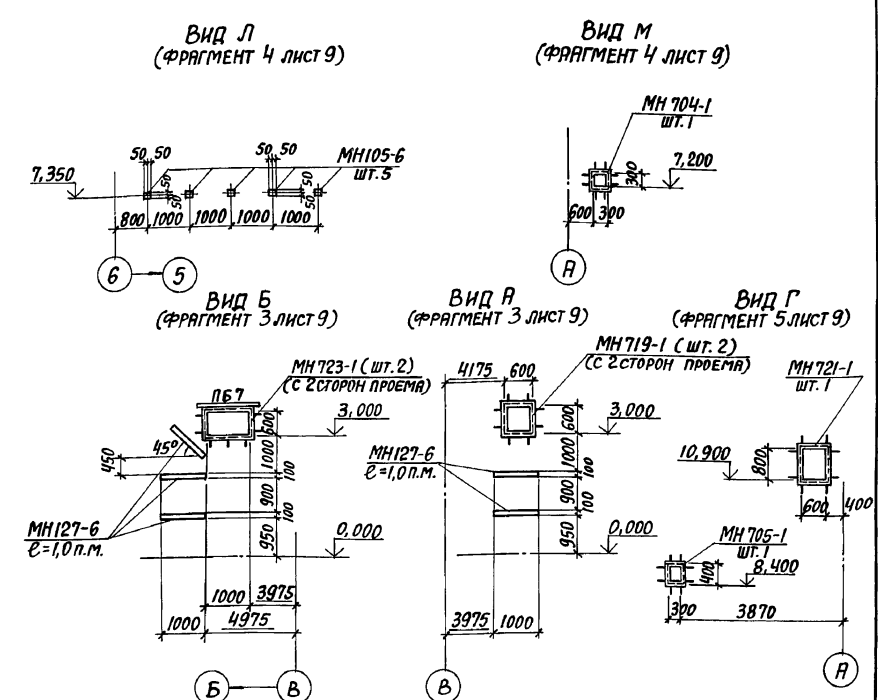 ВИД Л
(ФРАГМЕНТ 4 ЛИСТ 9)
50 50
50 50
МН105-6
шт. 5
7,350
50
50
50
50
800
1000
1000
1000
1000
6
5
ВИД М
(ФРАГМЕНТ 4 ЛИСТ 9)
МН 704-1
шт. 1
7,200
300
600
300
А
ВИД Б
(ФРАГМЕНТ 3 ЛИСТ 9)
МН723-1 (шт. 2)
(С 2 СТОРОН ПРОЕМА)
ПБ 7
3,000
600
45°
450
1000
100
900
100
950
МН127-6
ℓ=1,0 п.м.
0,000
1000
3975
1000
4975
Б
В
ВИД А
(ФРАГМЕНТ 3 ЛИСТ 9)
МН719-1 (шт. 2)
(С 2 СТОРОН ПРОЕМА)
4175
600
600
3,000
МН127-6
ℓ=1,0 п.м.
1000
100
900
100
950
0,000
3975
1000
В
ВИД Г
(ФРАГМЕНТ 5 ЛИСТ 9)
МН 721-1
шт. 1
10,900
800
600
400
МН 705-1
шт. 1
8,400
400
300
3870
А